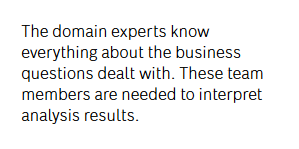 The domain experts know
everything about the business
questions dealt with. These team
members are needed to interpret
analysis results.